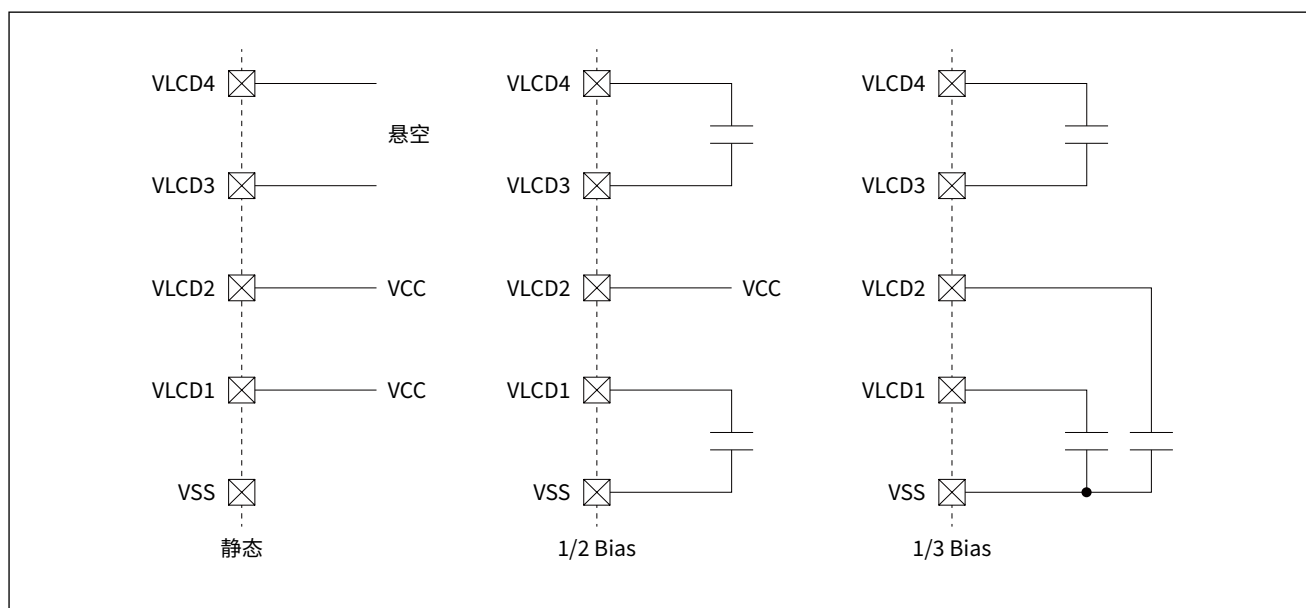 VLCD4 VLCD4 VLCD4
悬空
VLCD3 VLCD3 VLCD3
VLCD2 VCC VLCD2 VCC VLCD2
VLCD1 VCC VLCD1 VLCD1
VSS VSS VSS
静态 1/2 Bias 1/3 Bias